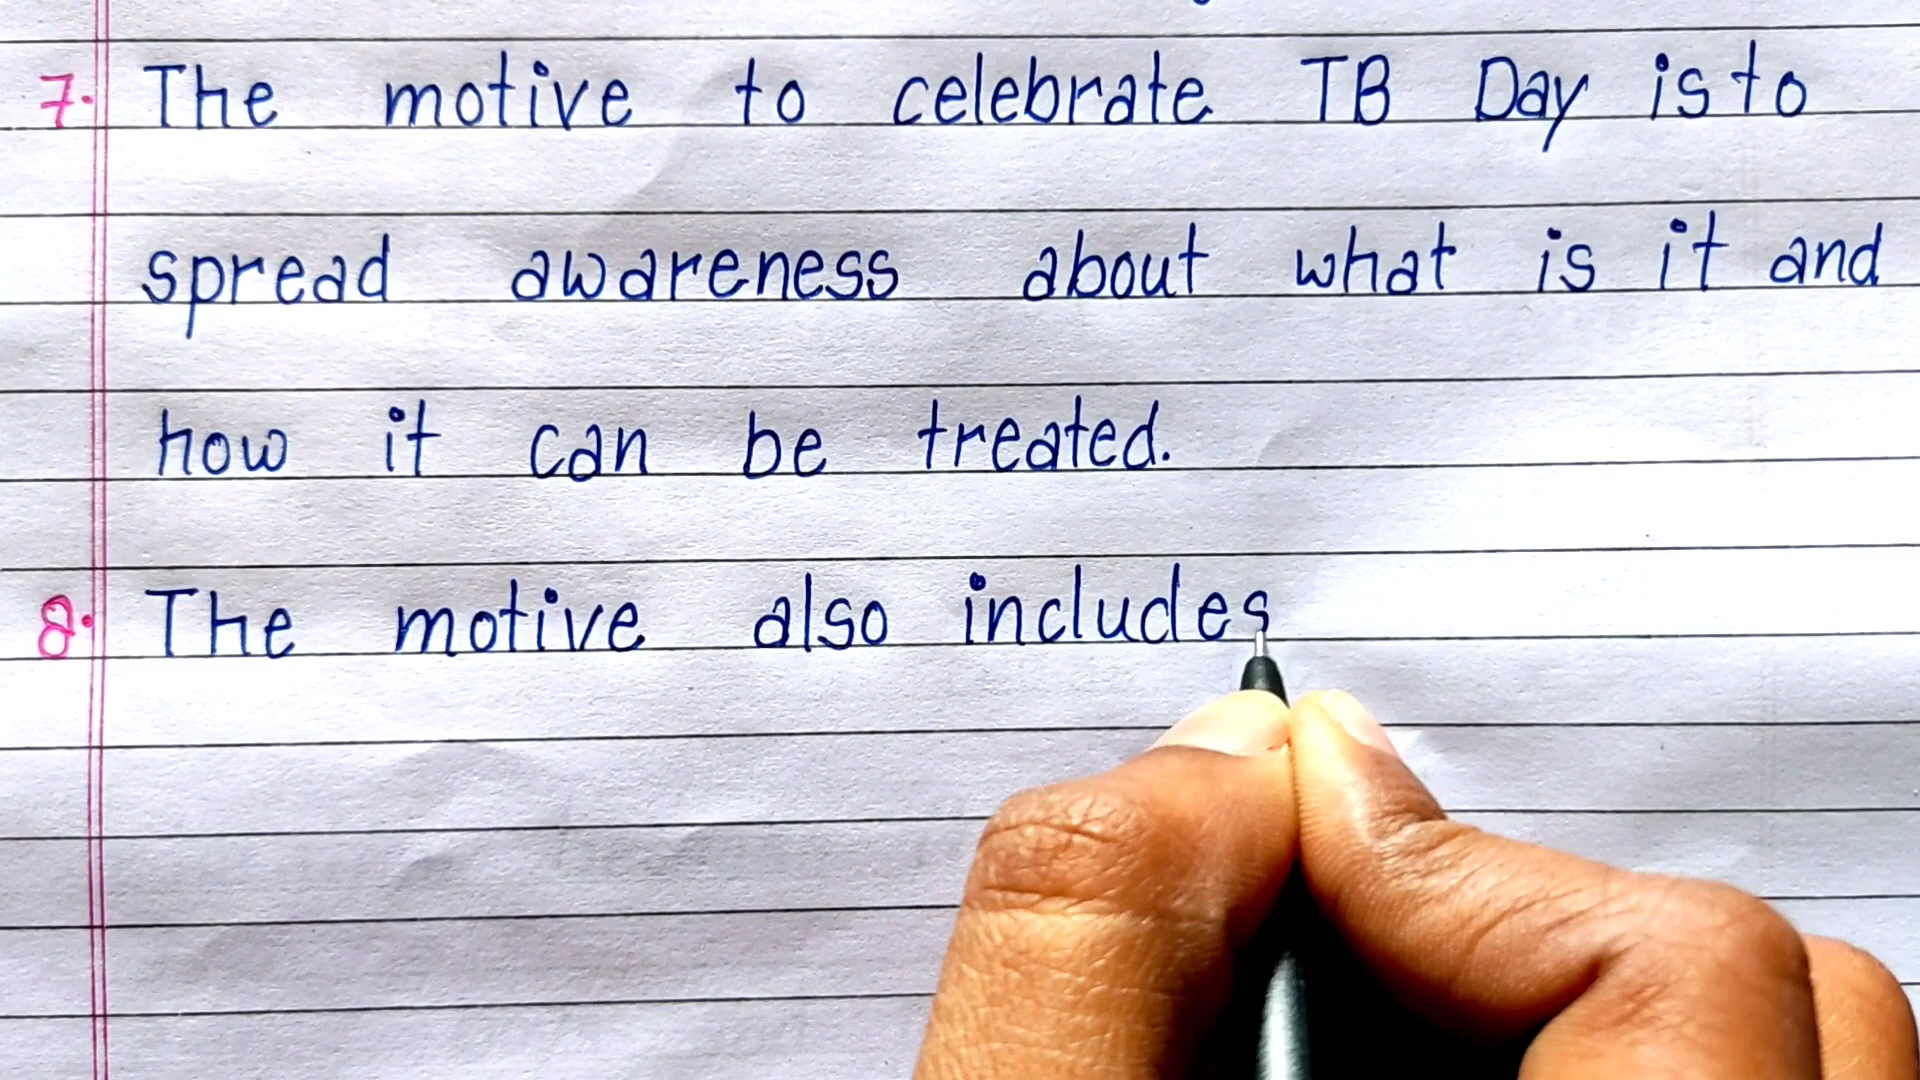 7. The motive to celebrate TB Day is to
spread awareness about what is it and
how it can be treated.
8. The motive also includes